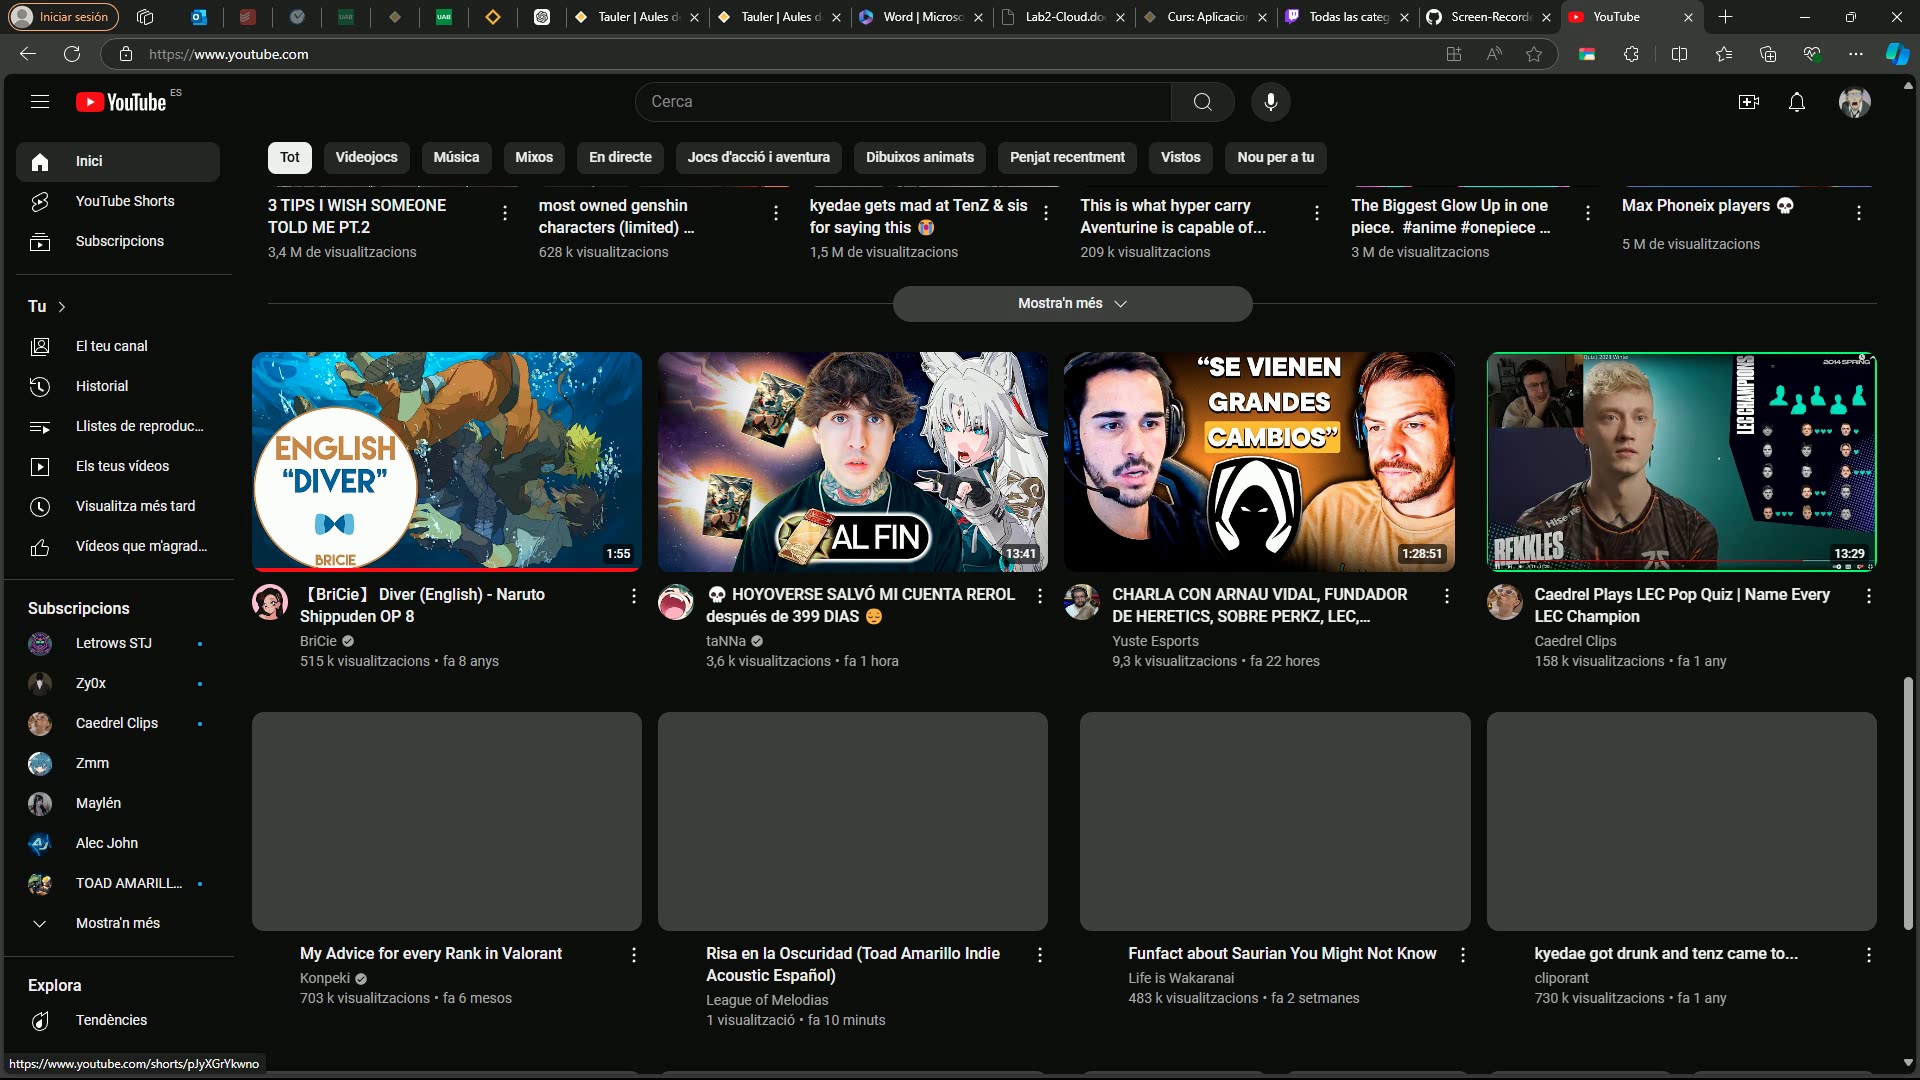 Iniciar sesión
UAB
UAB
Tauler | Aules d
Tauler | Aules d
Word | Microso
Lab2-Cloud.do
Curs: Aplicacio
Todas las categ
Screen-Record
YouTube
https://www.youtube.com
YouTube ES
Cerca
Inici
YouTube Shorts
Subscripcions
Tu
El teu canal
Historial
Llistes de reproduc...
Els teus vídeos
Visualitza més tard
Vídeos que m'agrad...
Subscripcions
Letrows STJ
Zy0x
Caedrel Clips
Zmm
Maylén
Alec John
TOAD AMARILL...
Mostra'n més
Explora
Tendències
Tot
Videojocs
Música
Mixos
En directe
Jocs d'acció i aventura
Dibuixos animats
Penjat recentment
Vistos
Nou per a tu
3 TIPS I WISH SOMEONE
TOLD ME PT.2
3,4 M de visualitzacions
most owned genshin
characters (limited) ...
628 k visualitzacions
kyedae gets mad at TenZ & sis
for saying this 😭
1,5 M de visualitzacions
This is what hyper carry
Aventurine is capable of...
209 k visualitzacions
The Biggest Glow Up in one
piece. #anime #onepiece ...
3 M de visualitzacions
Max Phoneix players 💀
5 M de visualitzacions
Mostra'n més
ENGLISH
"DIVER"
BRICIE
1:55
【BriCie】 Diver (English) - Naruto
Shippuden OP 8
BriCie
515 k visualitzacions • fa 8 anys
AL FIN
13:41
💀 HOYOVERSE SALVÓ MI CUENTA REROL
después de 399 DIAS 😔
taNNa
3,6 k visualitzacions • fa 1 hora
“SE VIENEN
GRANDES
CAMBIOS”
1:28:51
CHARLA CON ARNAU VIDAL, FUNDADOR
DE HERETICS, SOBRE PERKZ, LEC,...
Yuste Esports
9,3 k visualitzacions • fa 22 hores
2014 SPRING
LEC CHAMPIONS
Hisense
REKKLES
13:29
Caedrel Plays LEC Pop Quiz | Name Every
LEC Champion
Caedrel Clips
158 k visualitzacions • fa 1 any
My Advice for every Rank in Valorant
Konpeki
703 k visualitzacions • fa 6 mesos
Risa en la Oscuridad (Toad Amarillo Indie
Acoustic Español)
League of Melodias
1 visualització • fa 10 minuts
Funfact about Saurian You Might Not Know
Life is Wakaranai
483 k visualitzacions • fa 2 setmanes
kyedae got drunk and tenz came to...
cliporant
730 k visualitzacions • fa 1 any
https://www.youtube.com/shorts/pJyXGrYkwno